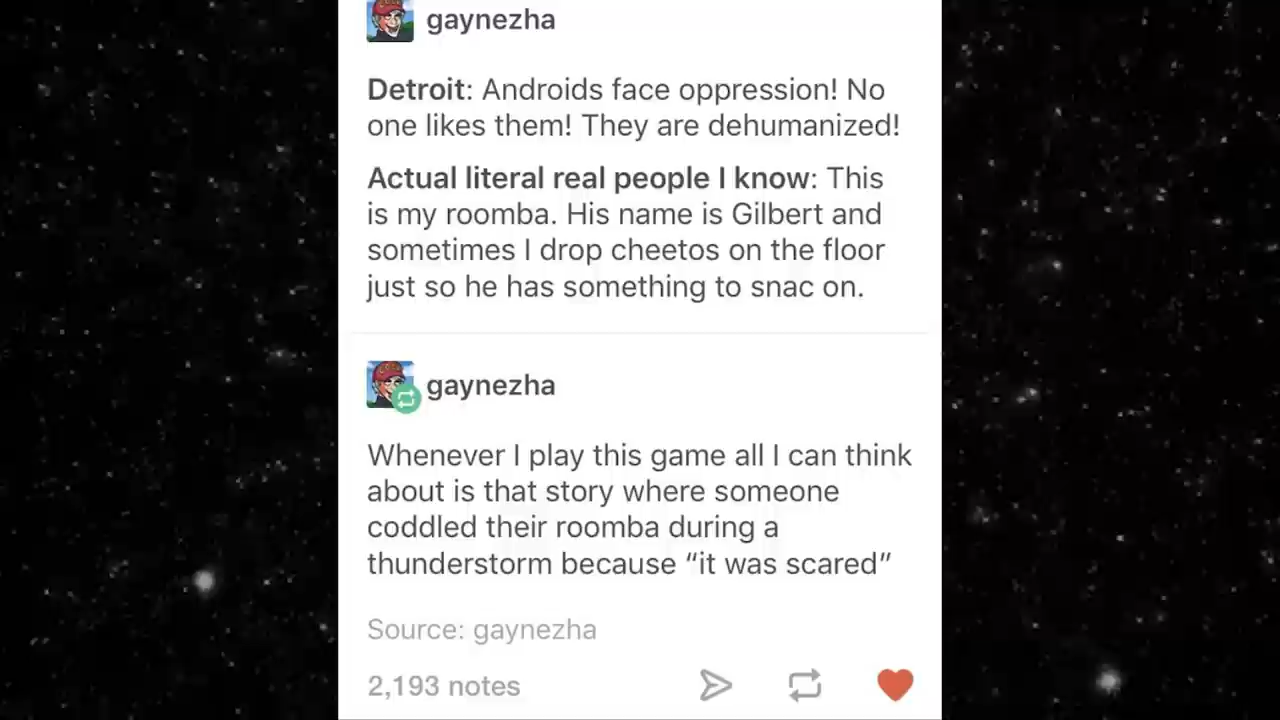 gaynezha
Detroit: Androids face oppression! No
one likes them! They are dehumanized!
Actual literal real people I know: This
is my roomba. His name is Gilbert and
sometimes I drop cheetos on the floor
just so he has something to snac on.
gaynezha
Whenever I play this game all I can think
about is that story where someone
coddled their roomba during a
thunderstorm because “it was scared”
Source: gaynezha
2,193 notes